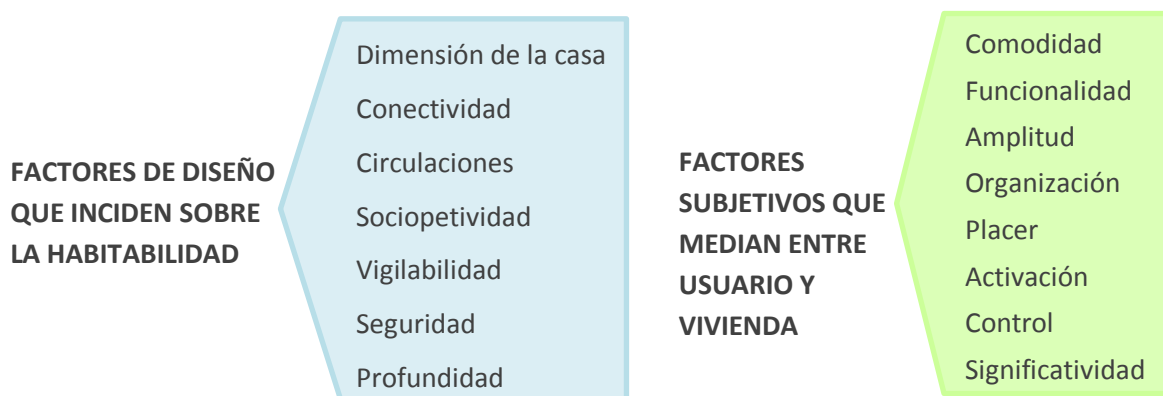 FACTORES DE DISEÑO
QUE INCIDEN SOBRE
LA HABITABILIDAD
Dimensión de la casa
Conectividad
Circulaciones
Sociopetividad
Vigilabilidad
Seguridad
Profundidad
FACTORES
SUBJETIVOS QUE
MEDIAN ENTRE
USUARIO Y
VIVIENDA
Comodidad
Funcionalidad
Amplitud
Organización
Placer
Activación
Control
Significatividad